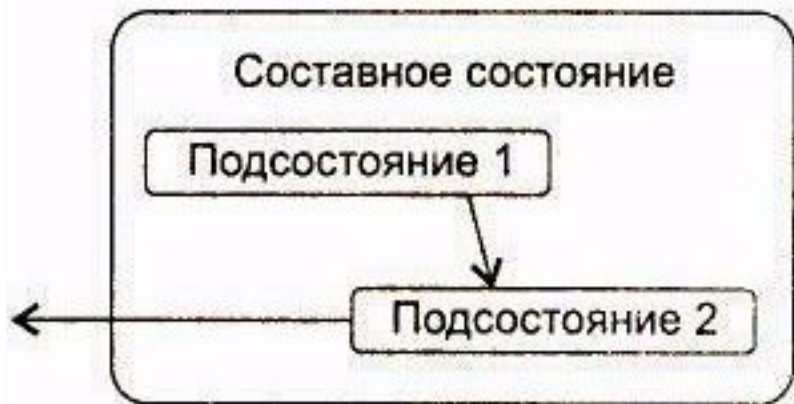 Составное состояние
Подсостояние 1
Подсостояние 2